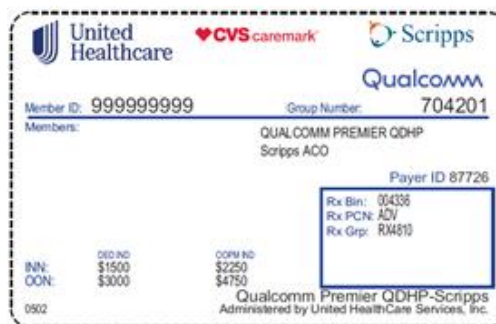 United Healthcare
CVS caremark
Scripps
Qualcomm
Member ID: 999999999 Group Number: 704201
Members:
QUALCOMM PREMIER QDHP
Scripps ACO
Payer ID 87726
Rx Bin: 004336
Rx PCN: ADV
Rx Grp: RX4810
DED IND COPM IND
INN: $1500 $2250
OON: $3000 $4750
Qualcomm Premier QDHP-Scripps
0502 Administered by United HealthCare Services, Inc.